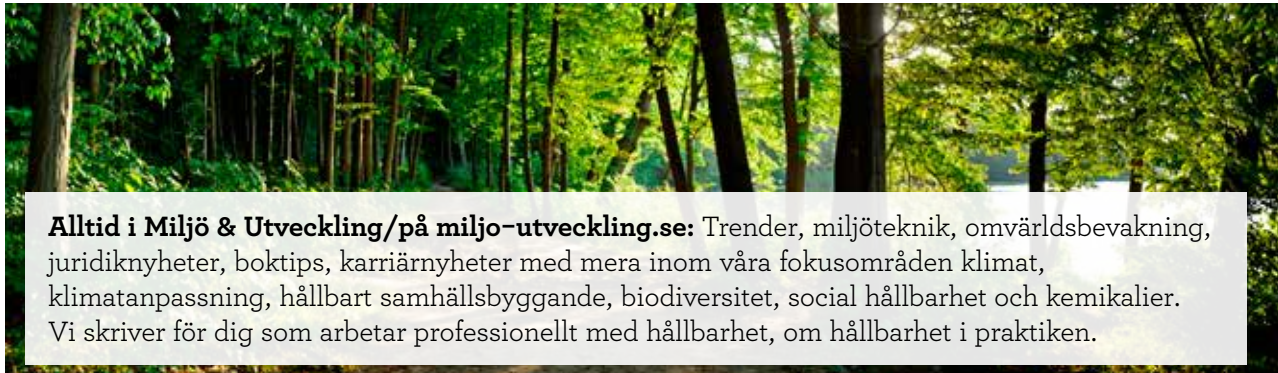 Alltid i Miljö & Utveckling/på miljo-utveckling.se: Trender, miljöteknik, omvärldsbevakning,
juridiknyheter, boktips, karriärnyheter med mera inom våra fokusområden klimat,
klimatanpassning, hållbart samhällsbyggande, biodiversitet, social hållbarhet och kemikalier.
Vi skriver för dig som arbetar professionellt med hållbarhet, om hållbarhet i praktiken.